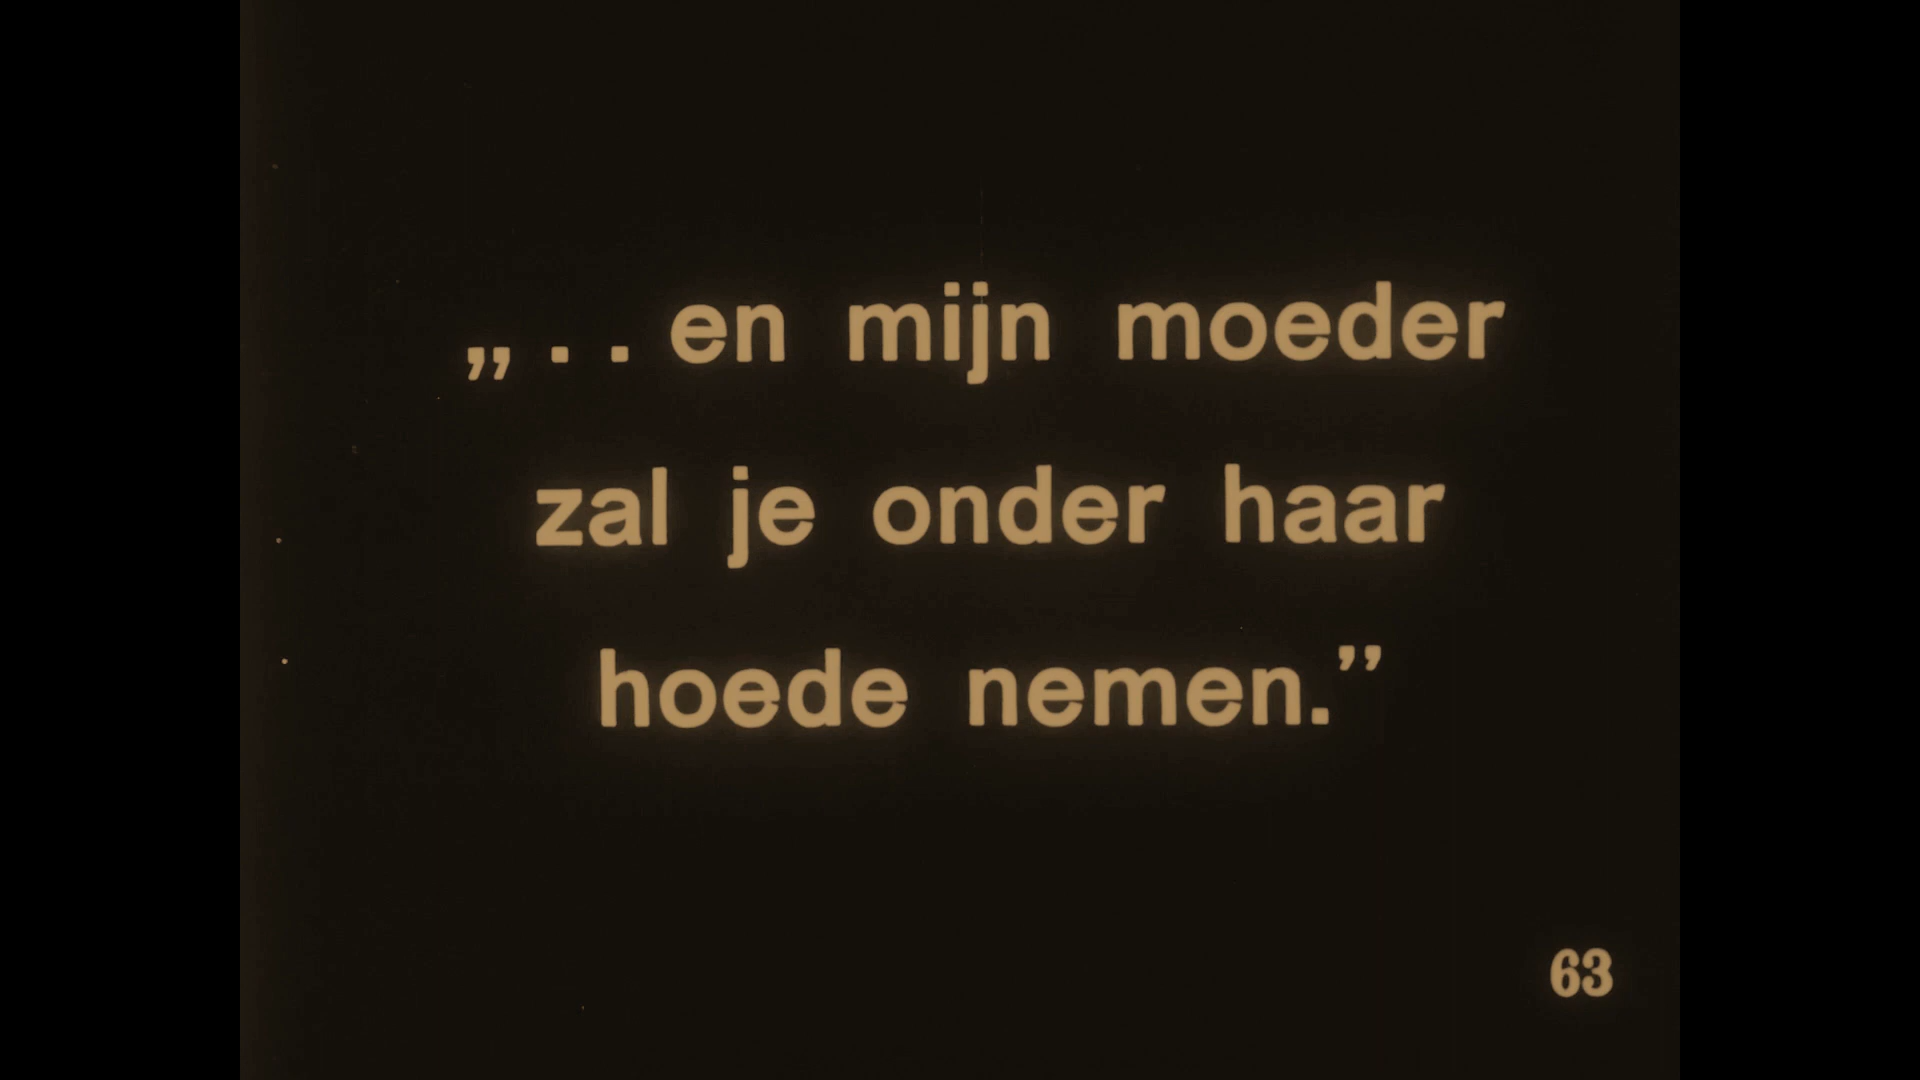 „. . en mijn moeder
zal je onder haar
hoede nemen.”
63